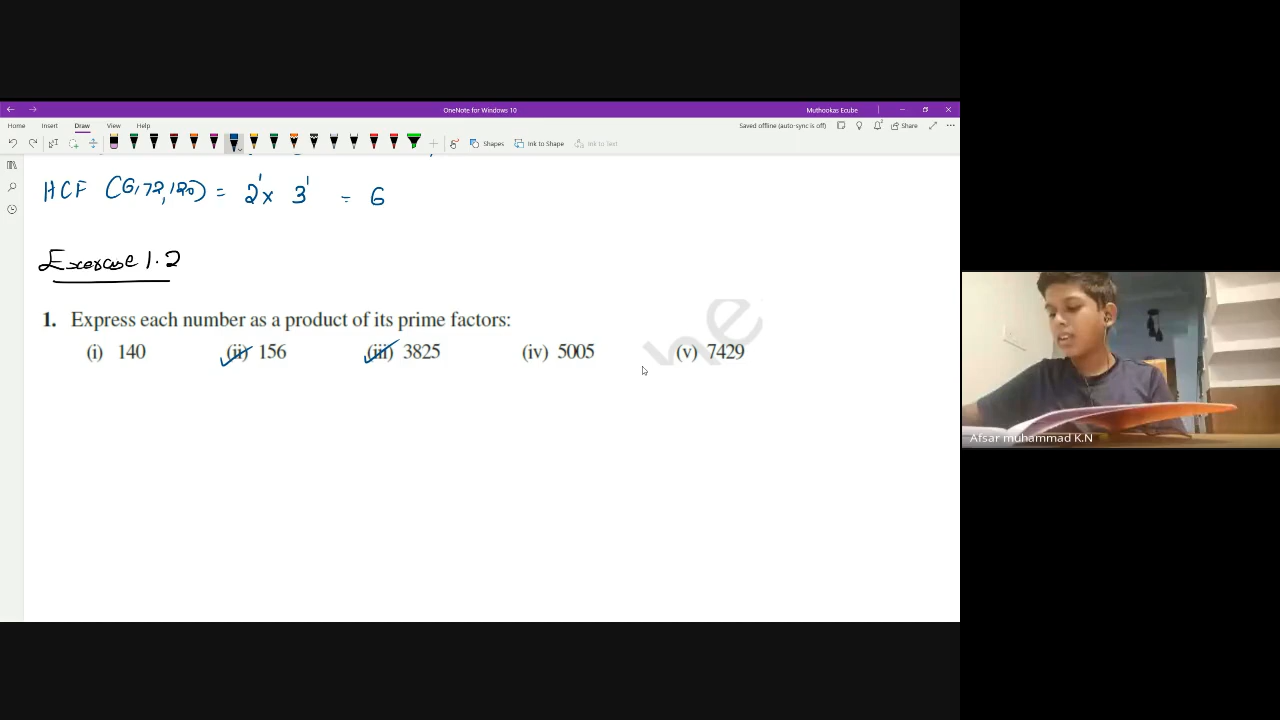 OneNote for Windows 10
Muthookas Ecube
Home Insert Draw View Help
Saved offline (auto-sync is off)
Share
Shapes
Ink to Shape
Ink to Text
HCF (6,72,120) = 2¹ x 3¹ = 6
Exercise 1.2
1. Express each number as a product of its prime factors:
(i) 140 (ii) 156 (iii) 3825 (iv) 5005 (v) 7429
he
Afsar muhammad K.N